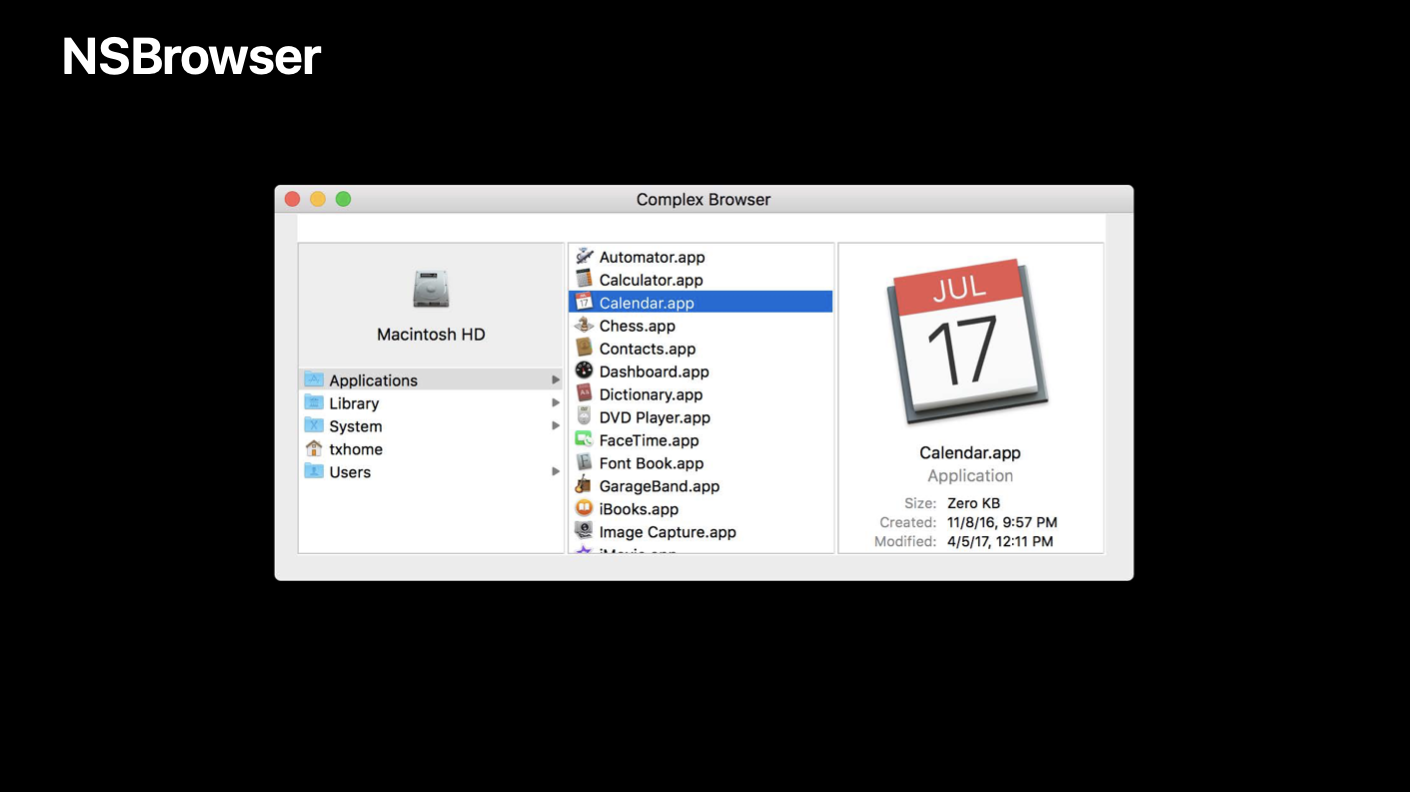 NSBrowser
Complex Browser
Macintosh HD
Applications
Library
System
txhome
Users
Automator.app
Calculator.app
Calendar.app
Chess.app
Contacts.app
Dashboard.app
Dictionary.app
DVD Player.app
FaceTime.app
Font Book.app
GarageBand.app
iBooks.app
Image Capture.app
JUL
17
Calendar.app
Application
Size: Zero KB
Created: 11/8/16, 9:57 PM
Modified: 4/5/17, 12:11 PM